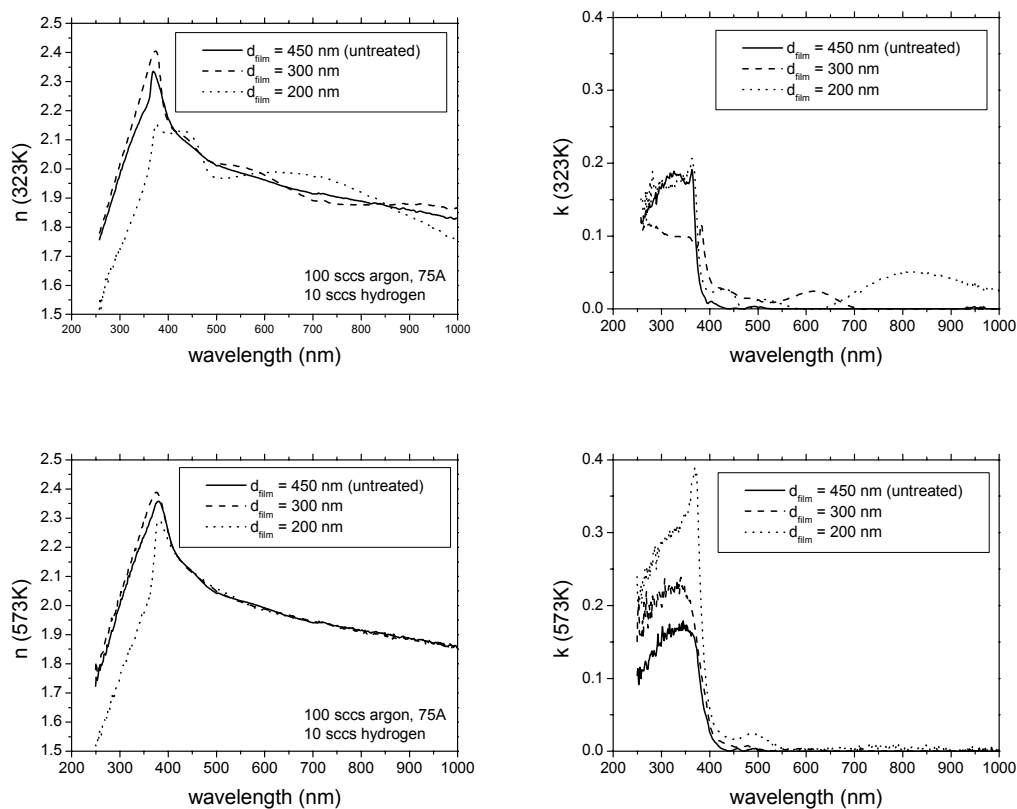 2.5
2.4
2.3
2.2
2.1
2.0
1.9
1.8
1.7
1.6
1.5
n (323K)
d_film = 450 nm (untreated)
d_film = 300 nm
d_film = 200 nm
100 sccs argon, 75A
10 sccs hydrogen
200 300 400 500 600 700 800 900 1000
wavelength (nm)
0.4
0.3
0.2
0.1
0.0
k (323K)
d_film = 450 nm (untreated)
d_film = 300 nm
d_film = 200 nm
200 300 400 500 600 700 800 900 1000
wavelength (nm)
2.5
2.4
2.3
2.2
2.1
2.0
1.9
1.8
1.7
1.6
1.5
n (573K)
d_film = 450 nm (untreated)
d_film = 300 nm
d_film = 200 nm
100 sccs argon, 75A
10 sccs hydrogen
200 300 400 500 600 700 800 900 1000
wavelength (nm)
0.4
0.3
0.2
0.1
0.0
k (573K)
d_film = 450 nm (untreated)
d_film = 300 nm
d_film = 200 nm
200 300 400 500 600 700 800 900 1000
wavelength (nm)